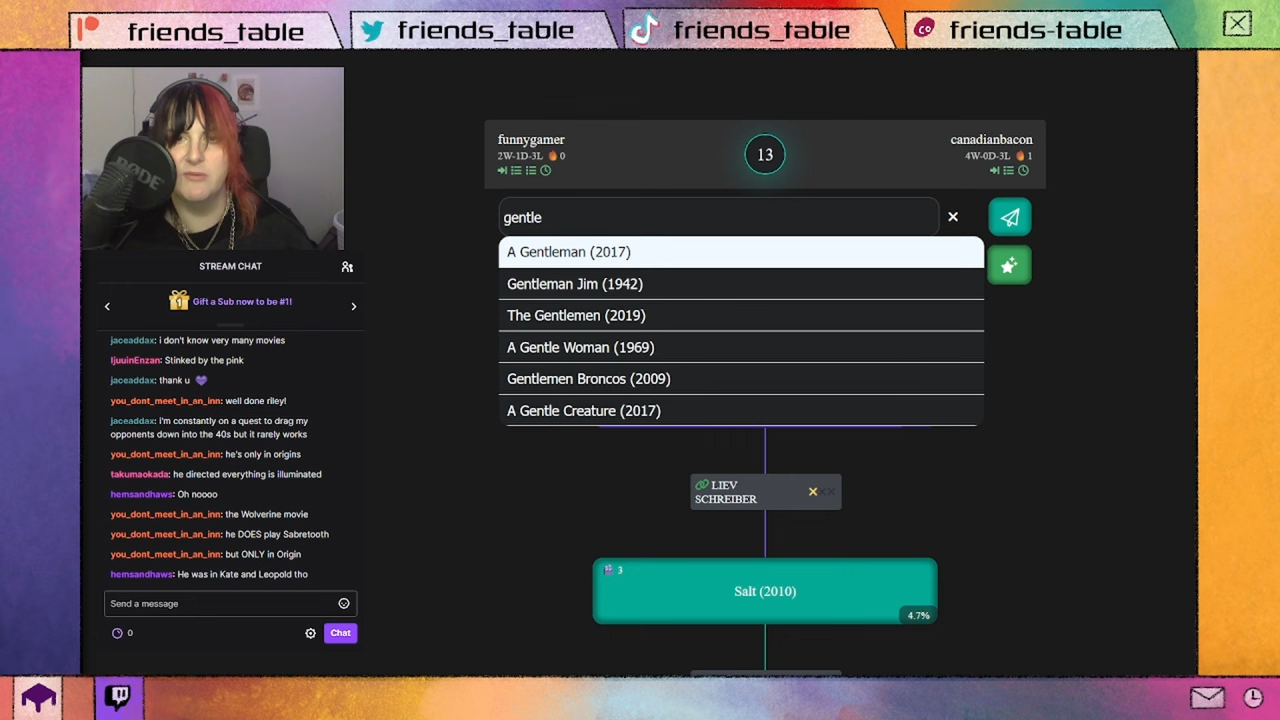 friends_table
friends_table
friends_table
co
friends-table
RØDE
funnygamer
2W-1D-3L 0
13
canadianbacon
4W-0D-3L 1
gentle
A Gentleman (2017)
Gentleman Jim (1942)
The Gentlemen (2019)
A Gentle Woman (1969)
Gentlemen Broncos (2009)
A Gentle Creature (2017)
LIEV
SCHREIBER
3
Salt (2010)
4.7%
STREAM CHAT
1
Gift a Sub now to be #1!
jaceaddax: i don't know very many movies
IjuuinEnzan: Stinked by the pink
jaceaddax: thank u
you_dont_meet_in_an_inn: well done riley!
jaceaddax: I'm constantly on a quest to drag my
opponents down into the 40s but it rarely works
you_dont_meet_in_an_inn: he's only in origins
takumaokada: he directed everything is illuminated
hemsandhaws: Oh noooo
you_dont_meet_in_an_inn: the Wolverine movie
you_dont_meet_in_an_inn: he DOES play Sabretooth
you_dont_meet_in_an_inn: but ONLY in Origin
hemsandhaws: He was in Kate and Leopold tho
Send a message
0
Chat